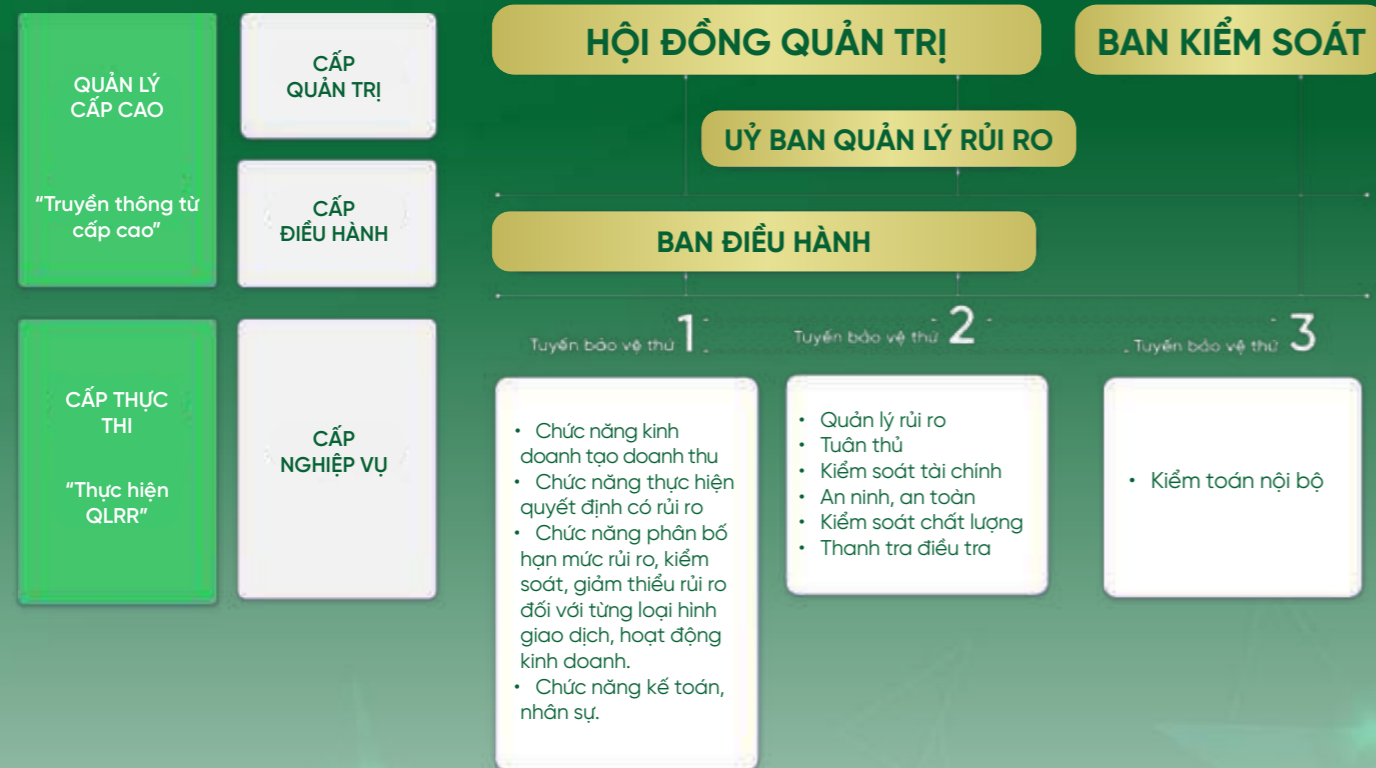 QUẢN LÝ
CẤP CAO
“Truyền thông từ
cấp cao”
CẤP
QUẢN TRỊ
CẤP
ĐIỀU HÀNH
HỘI ĐỒNG QUẢN TRỊ
BAN KIỂM SOÁT
UỶ BAN QUẢN LÝ RỦI RO
BAN ĐIỀU HÀNH
CẤP THỰC
THI
“Thực hiện
QLRR”
CẤP
NGHIỆP VỤ
Tuyến bảo vệ thứ 1
Tuyến bảo vệ thứ 2
Tuyến bảo vệ thứ 3
• Chức năng kinh
doanh tạo doanh thu
• Chức năng thực hiện
quyết định có rủi ro
• Chức năng phân bố
hạn mức rủi ro, kiểm
soát, giảm thiểu rủi ro
đối với từng loại hình
giao dịch, hoạt động
kinh doanh.
• Chức năng kế toán,
nhân sự.
• Quản lý rủi ro
• Tuân thủ
• Kiểm soát tài chính
• An ninh, an toàn
• Kiểm soát chất lượng
• Thanh tra điều tra
• Kiểm toán nội bộ